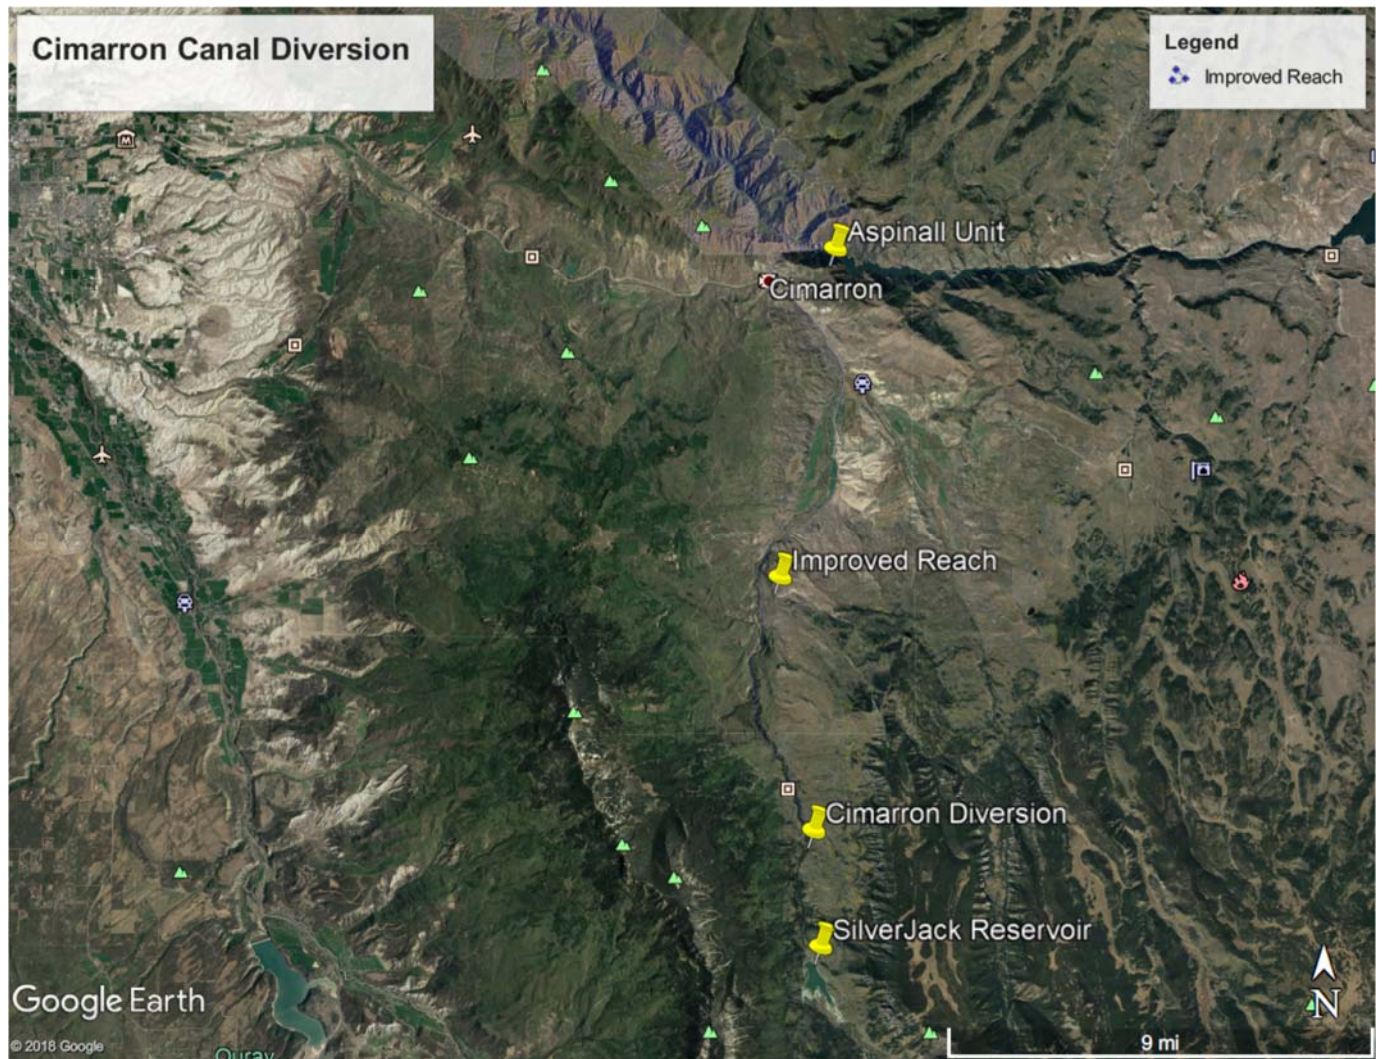 Cimarron Canal Diversion
Legend
Improved Reach
Aspinall Unit
Cimarron
Improved Reach
Cimarron Diversion
SilverJack Reservoir
N
Google Earth
9 mi
© 2018 Google
Ouray